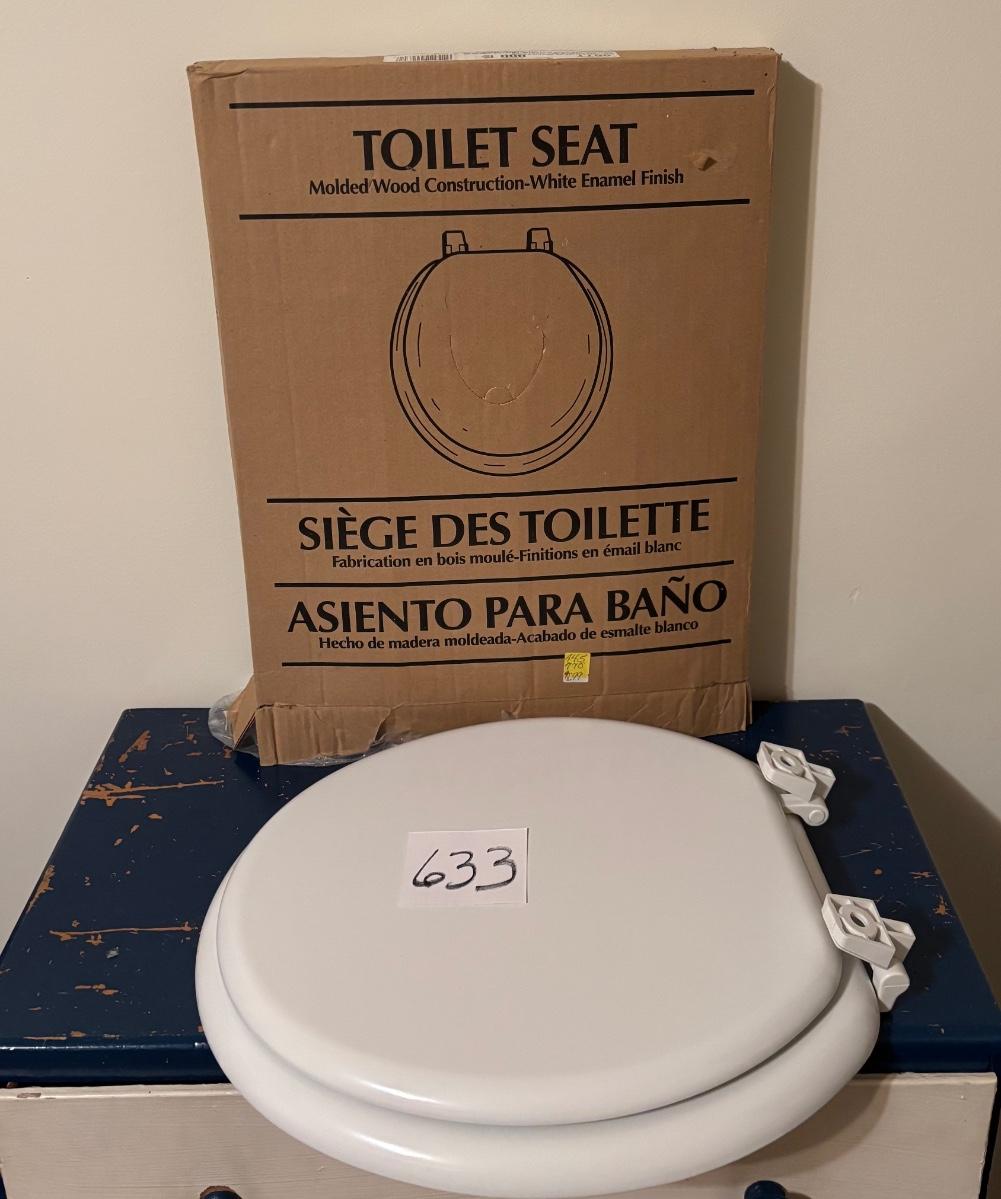 TOILET SEAT
Molded Wood Construction-White Enamel Finish
SIÈGE DES TOILETTE
Fabrication en bois moulé-Finitions en émail blanc
ASIENTO PARA BAÑO
Hecho de madera moldeada-Acabado de esmalte blanco
633